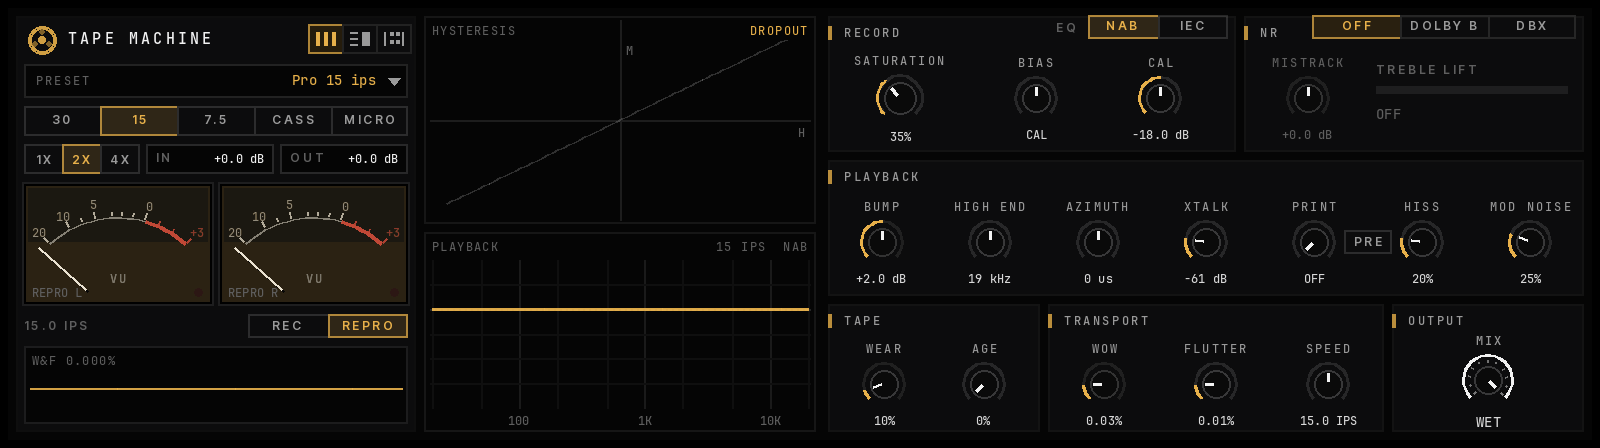 TAPE MACHINE
PRESET Pro 15 ips
30 15 7.5 CASS MICRO
1X 2X 4X IN +0.0 dB OUT +0.0 dB
20 10 5 0 +3
VU
REPRO L
20 10 5 0 +3
VU
REPRO R
15.0 IPS REC REPRO
W&F 0.000%
HYSTERESIS DROPOUT
M
H
PLAYBACK 15 IPS NAB
100 1K 10K
RECORD EQ NAB IEC
SATURATION BIAS CAL
35% CAL -18.0 dB
NR OFF DOLBY B DBX
MISTRACK TREBLE LIFT
OFF
+0.0 dB
PLAYBACK
BUMP HIGH END AZIMUTH XTALK PRINT HISS MOD NOISE
PRE
+2.0 dB 19 kHz 0 us -61 dB OFF 20% 25%
TAPE
WEAR AGE
10% 0%
TRANSPORT
WOW FLUTTER SPEED
0.03% 0.01% 15.0 IPS
OUTPUT
MIX
WET